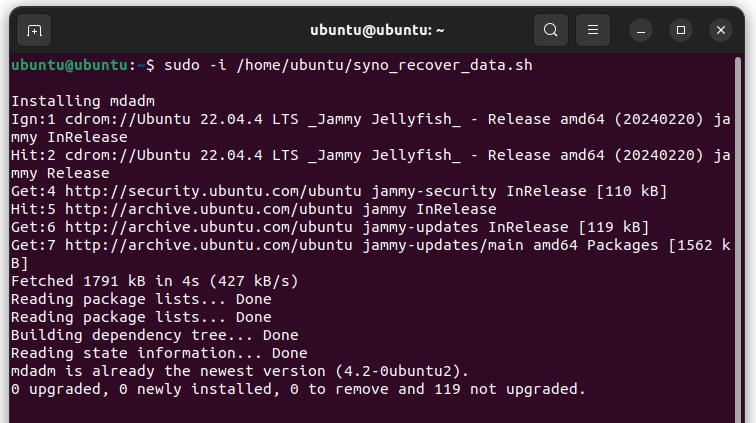 ubuntu@ubuntu: ~
ubuntu@ubuntu:~$ sudo -i /home/ubuntu/syno_recover_data.sh
Installing mdadm
Ign:1 cdrom://Ubuntu 22.04.4 LTS _Jammy Jellyfish_ - Release amd64 (20240220) ja
mmy InRelease
Hit:2 cdrom://Ubuntu 22.04.4 LTS _Jammy Jellyfish_ - Release amd64 (20240220) ja
mmy Release
Get:4 http://security.ubuntu.com/ubuntu jammy-security InRelease [110 kB]
Hit:5 http://archive.ubuntu.com/ubuntu jammy InRelease
Get:6 http://archive.ubuntu.com/ubuntu jammy-updates InRelease [119 kB]
Get:7 http://archive.ubuntu.com/ubuntu jammy-updates/main amd64 Packages [1562 k
B]
Fetched 1791 kB in 4s (427 kB/s)
Reading package lists... Done
Reading package lists... Done
Building dependency tree... Done
Reading state information... Done
mdadm is already the newest version (4.2-0ubuntu2).
0 upgraded, 0 newly installed, 0 to remove and 119 not upgraded.